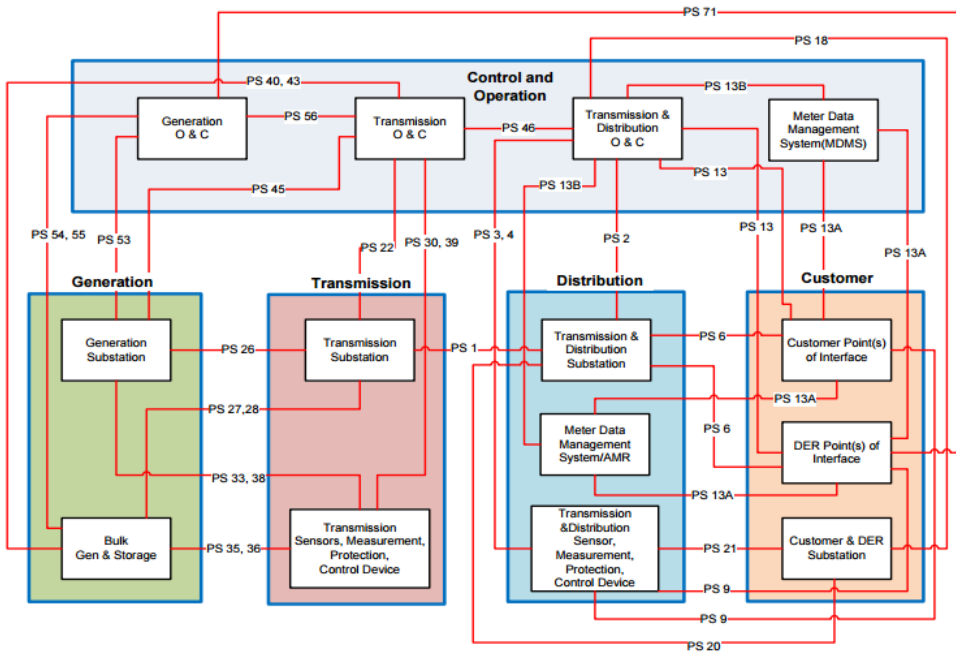 PS 71
PS 18
PS 40, 43
Control and
Operation
PS 13B
Generation
O & C
PS 56
Transmission
O & C
PS 46
Transmission &
Distribution
O & C
Meter Data
Management
System(MDMS)
PS 45
PS 13B
PS 13
PS 54, 55
PS 53
PS 22
PS 30, 39
PS 3, 4
PS 2
PS 13
PS 13A
PS 13A
Generation
Transmission
Distribution
Customer
Generation
Substation
PS 26
Transmission
Substation
PS 1
Transmission &
Distribution
Substation
PS 6
Customer Point(s)
of Interface
PS 27,28
PS 13A
PS 6
Meter Data
Management
System/AMR
DER Point(s) of
Interface
PS 33, 38
PS 13A
Bulk
Gen & Storage
PS 35, 36
Transmission
Sensors, Measurement,
Protection,
Control Device
Transmission
&Distribution
Sensor,
Measurement,
Protection,
Control Device
PS 21
Customer & DER
Substation
PS 9
PS 9
PS 20